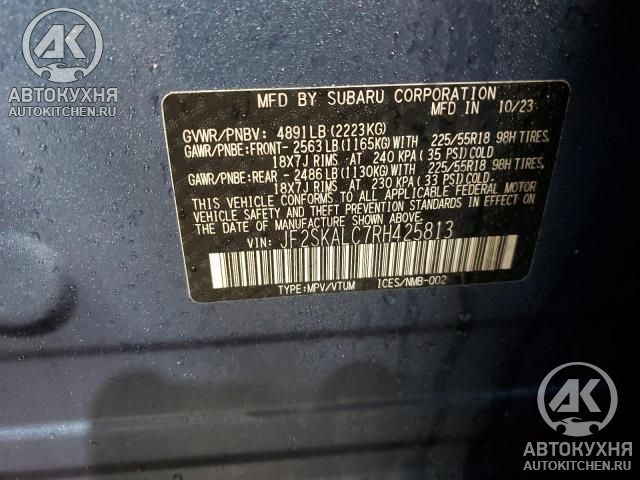 АК
АВТОКУХНЯ
AUTOKITCHEN.RU
MFD BY SUBARU CORPORATION
MFD IN 10/23
GVWR/PNBV: 4891LB(2223KG)
GAWR/PNBE:FRONT- 2563LB(1165KG)WITH 225/55R18 98H TIRES,
18X7J RIMS AT 240 KPA(35 PSI)COLD
GAWR/PNBE:REAR - 2486LB(1130KG)WITH 225/55R18 98H TIRES,
18X7J RIMS AT 230 KPA(33 PSI)COLD
THIS VEHICLE CONFORMS TO ALL APPLICABLE FEDERAL MOTOR
VEHICLE SAFETY AND THEFT PREVENTION STANDARDS IN EFFECT ON
THE DATE OF MANUFACTURE SHOWN ABOVE.
VIN: JF2SKALC7RH425813
TYPE:MPV/VTUM ICES/NMB-002
АК
АВТОКУХНЯ
AUTOKITCHEN.RU